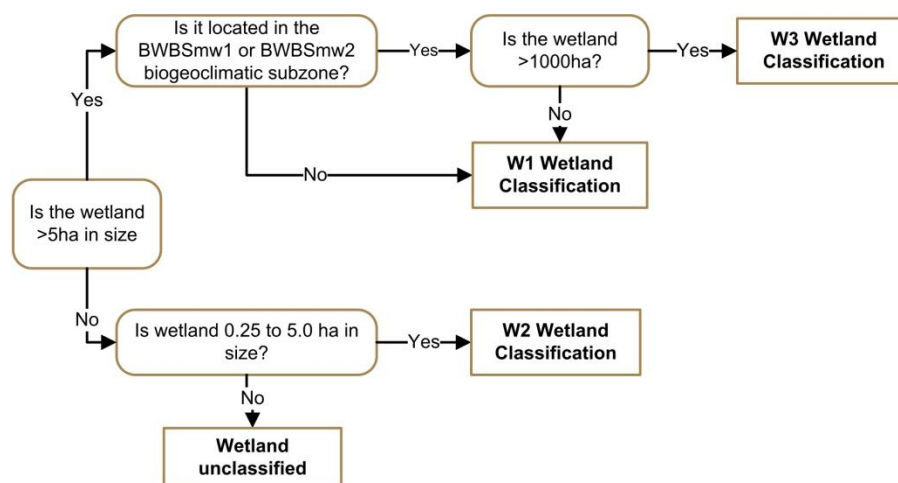 Is it located in the
BWBSmw1 or BWBSmw2
biogeoclimatic subzone?
Yes
Is the wetland
>1000ha?
Yes
W3 Wetland
Classification
Yes
No
No
W1 Wetland
Classification
Is the wetland
>5ha in size
No
Is wetland 0.25 to 5.0 ha in
size?
Yes
W2 Wetland
Classification
No
Wetland
unclassified